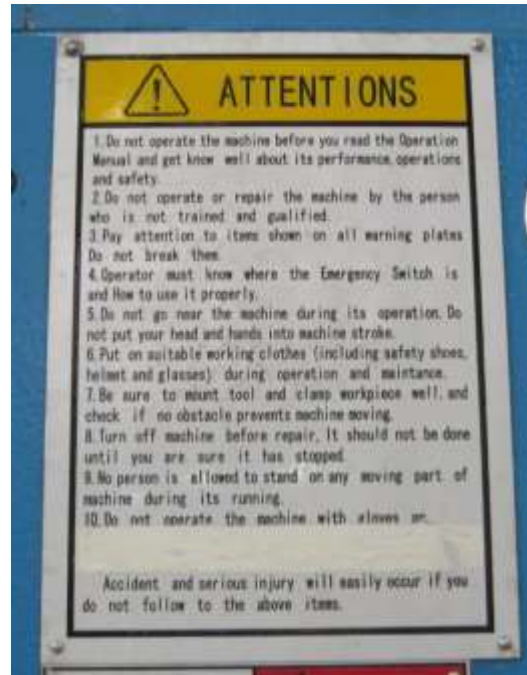 ATTENTIONS
1. Do not operate the machine before you read the Operation
Manual and get know well about its performance, operations
and safety.
2. Do not operate or repair the machine by the person
who is not trained and gualified.
3. Pay attention to items shown on all warning plates
Do not break them.
4. Operator must know where the Emergency Switch is
and How to use it properly.
5. Do not go near the machine during its operation. Do
not put your head and hands into machine stroke.
6. Put on suitable working clothes (including safety shoes,
helmet and glasses) during operation and maintance.
7. Be sure to mount tool and clamp workpiece well, and
check if no obstacle prevents machine moving.
8. Turn off machine before repair, It should not be done
until you are sure it has stopped.
9. No person is allowed to stand on any moving part of
machine during its running.
10. Do not operate the machine with gloves on.
Accident and serious injury will easily occur if you
do not follow to the above items.